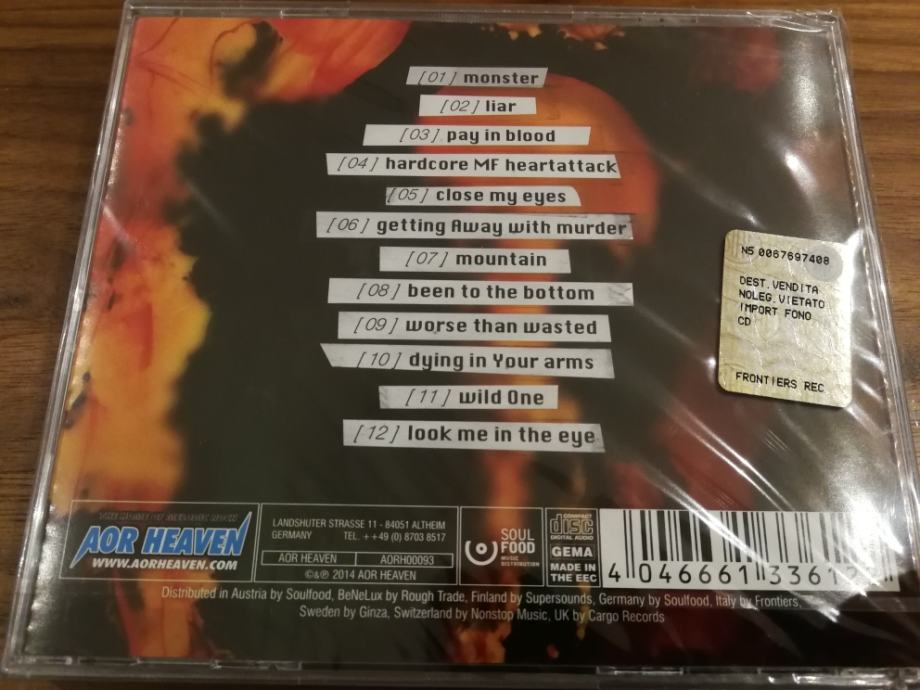 [01] monster
[02] liar
[03] pay in blood
[04] hardcore MF heartattack
[05] close my eyes
[06] getting Away with murder
[07] mountain
[08] been to the bottom
[09] worse than wasted
[10] dying in Your arms
[11] wild One
[12] look me in the eye
N5 0067697408
DEST.VENDITA
NOLEG.VIETATO
IMPORT FONO
CD
FRONTIERS REC
AOR HEAVEN
WWW.AORHEAVEN.COM
LANDSHUTER STRASSE 11 - 84051 ALTHEIM
GERMANY TEL. ++49 (0) 8703 8517
AOR HEAVEN AORH00093
©&℗ 2014 AOR HEAVEN
SOUL
FOOD
MUSIC
DISTRIBUTION
COMPACT
disc
DIGITAL AUDIO
GEMA
MADE IN
THE EEC
4 046661 33612
Distributed in Austria by Soulfood, BeNeLux by Rough Trade, Finland by Supersounds, Germany by Soulfood, Italy by Frontiers,
Sweden by Ginza, Switzerland by Nonstop Music, UK by Cargo Records